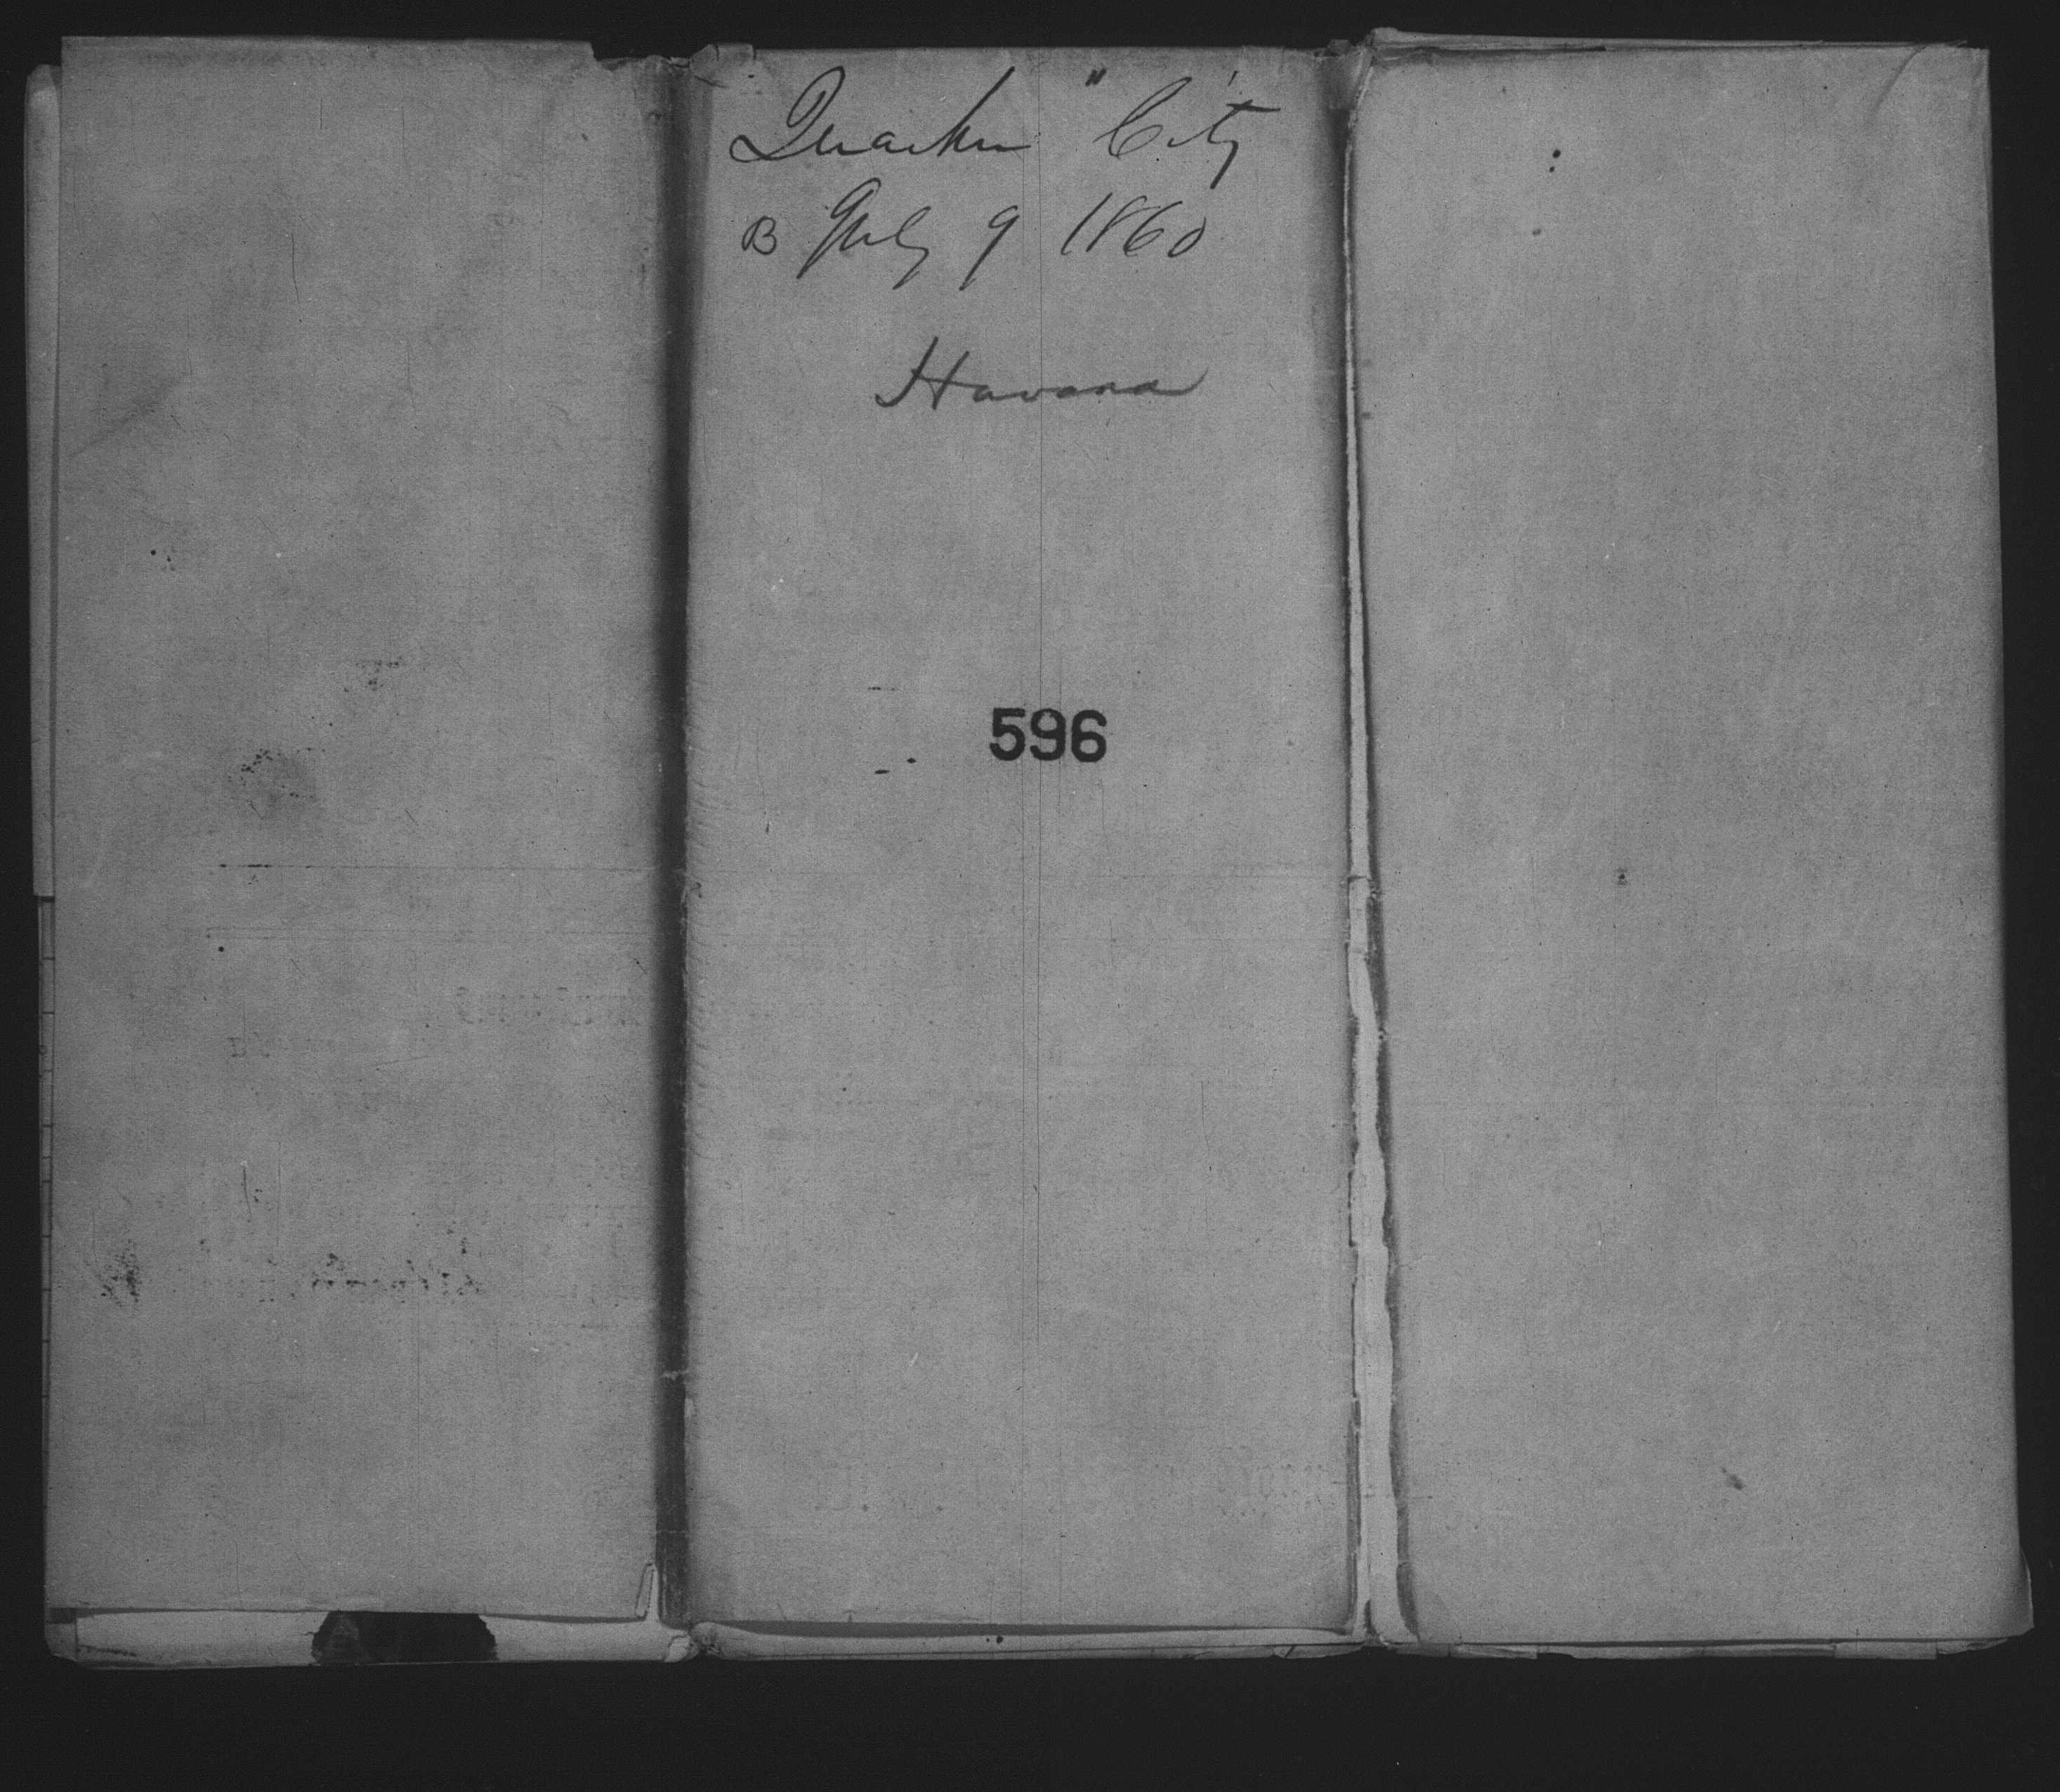 Quaker " City
B July 9 1860
Havana
596